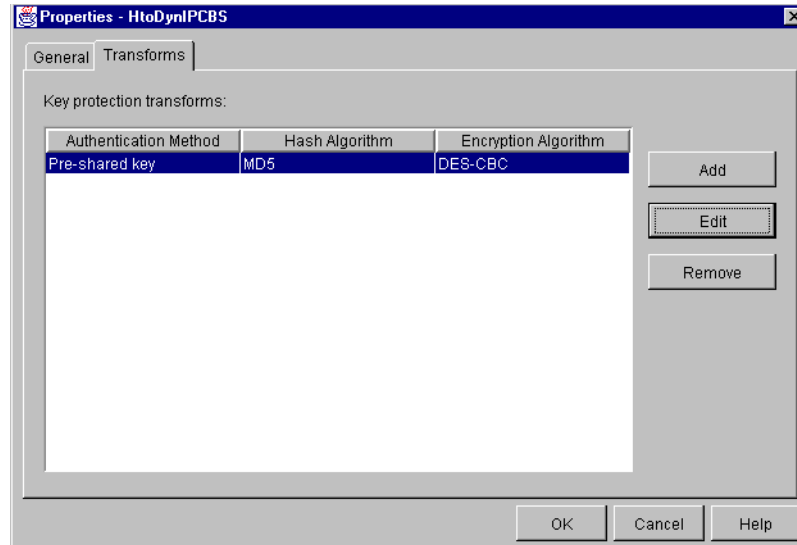 Properties - HtoDynIPCBS
General Transforms
Key protection transforms:
Authentication Method Hash Algorithm Encryption Algorithm
Pre-shared key MD5 DES-CBC
Add
Edit
Remove
OK Cancel Help